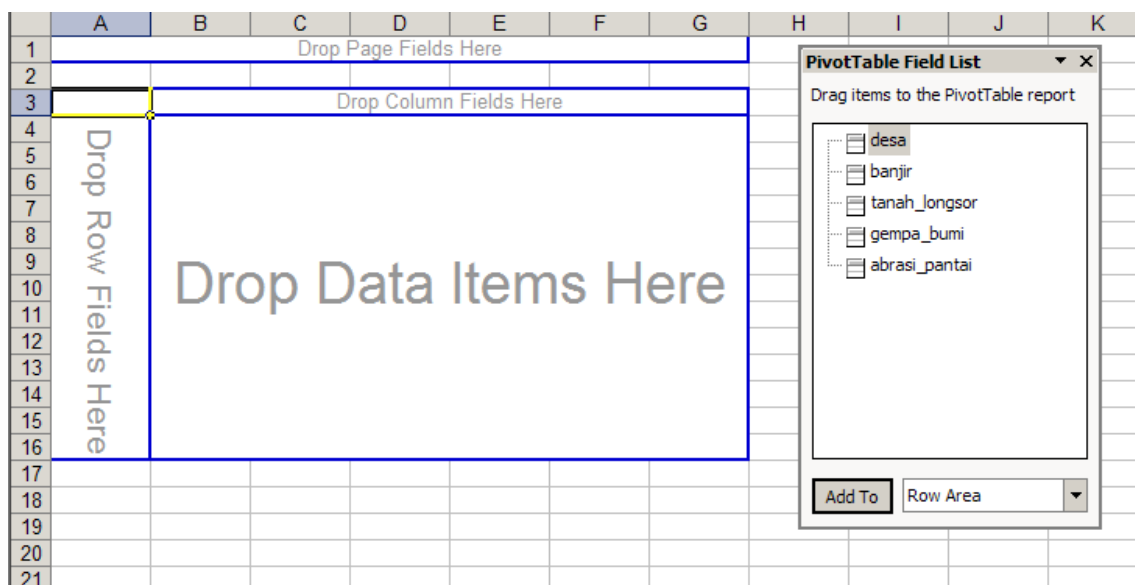 A B C D E F G H I J K
1 Drop Page Fields Here
PivotTable Field List
2
3 Drop Column Fields Here
Drag items to the PivotTable report
4
5
6
7
8
9
10
11
12
13
14
15
16
17
18
19
20
21
Drop Row Fields Here
Drop Data Items Here
desa
banjir
tanah_longsor
gempa_bumi
abrasi_pantai
Add To Row Area